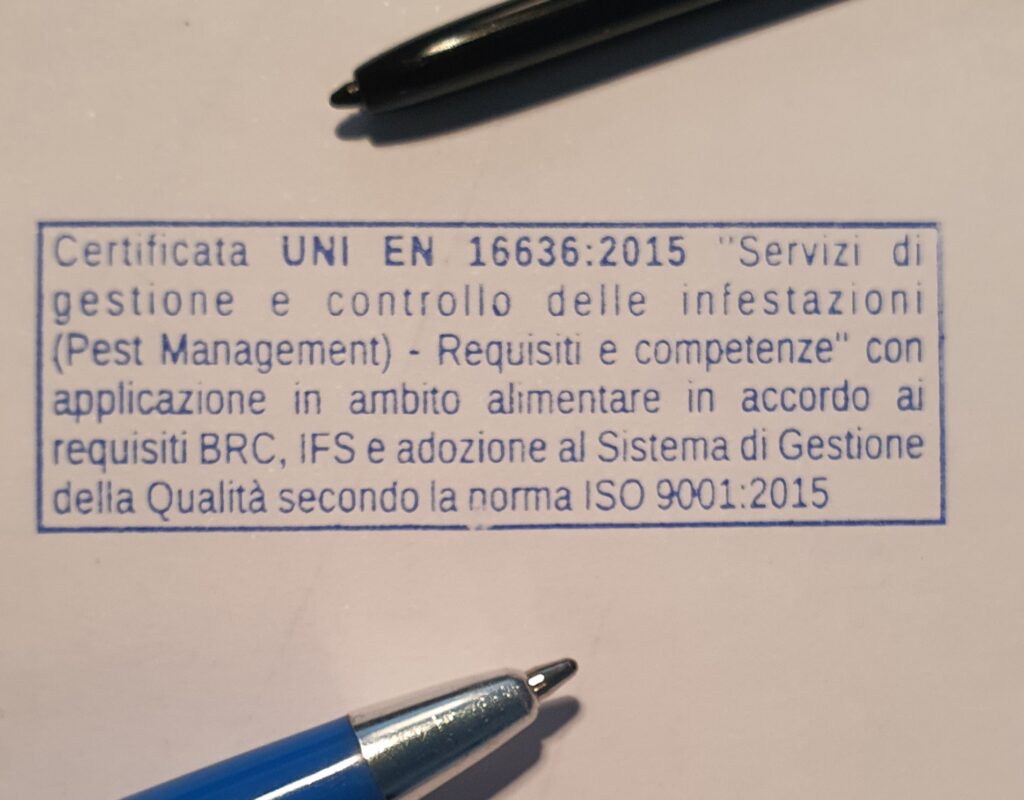 Certificata UNI EN 16636:2015 "Servizi di
gestione e controllo delle infestazioni
(Pest Management) - Requisiti e competenze" con
applicazione in ambito alimentare in accordo ai
requisiti BRC, IFS e adozione al Sistema di Gestione
della Qualità secondo la norma ISO 9001:2015